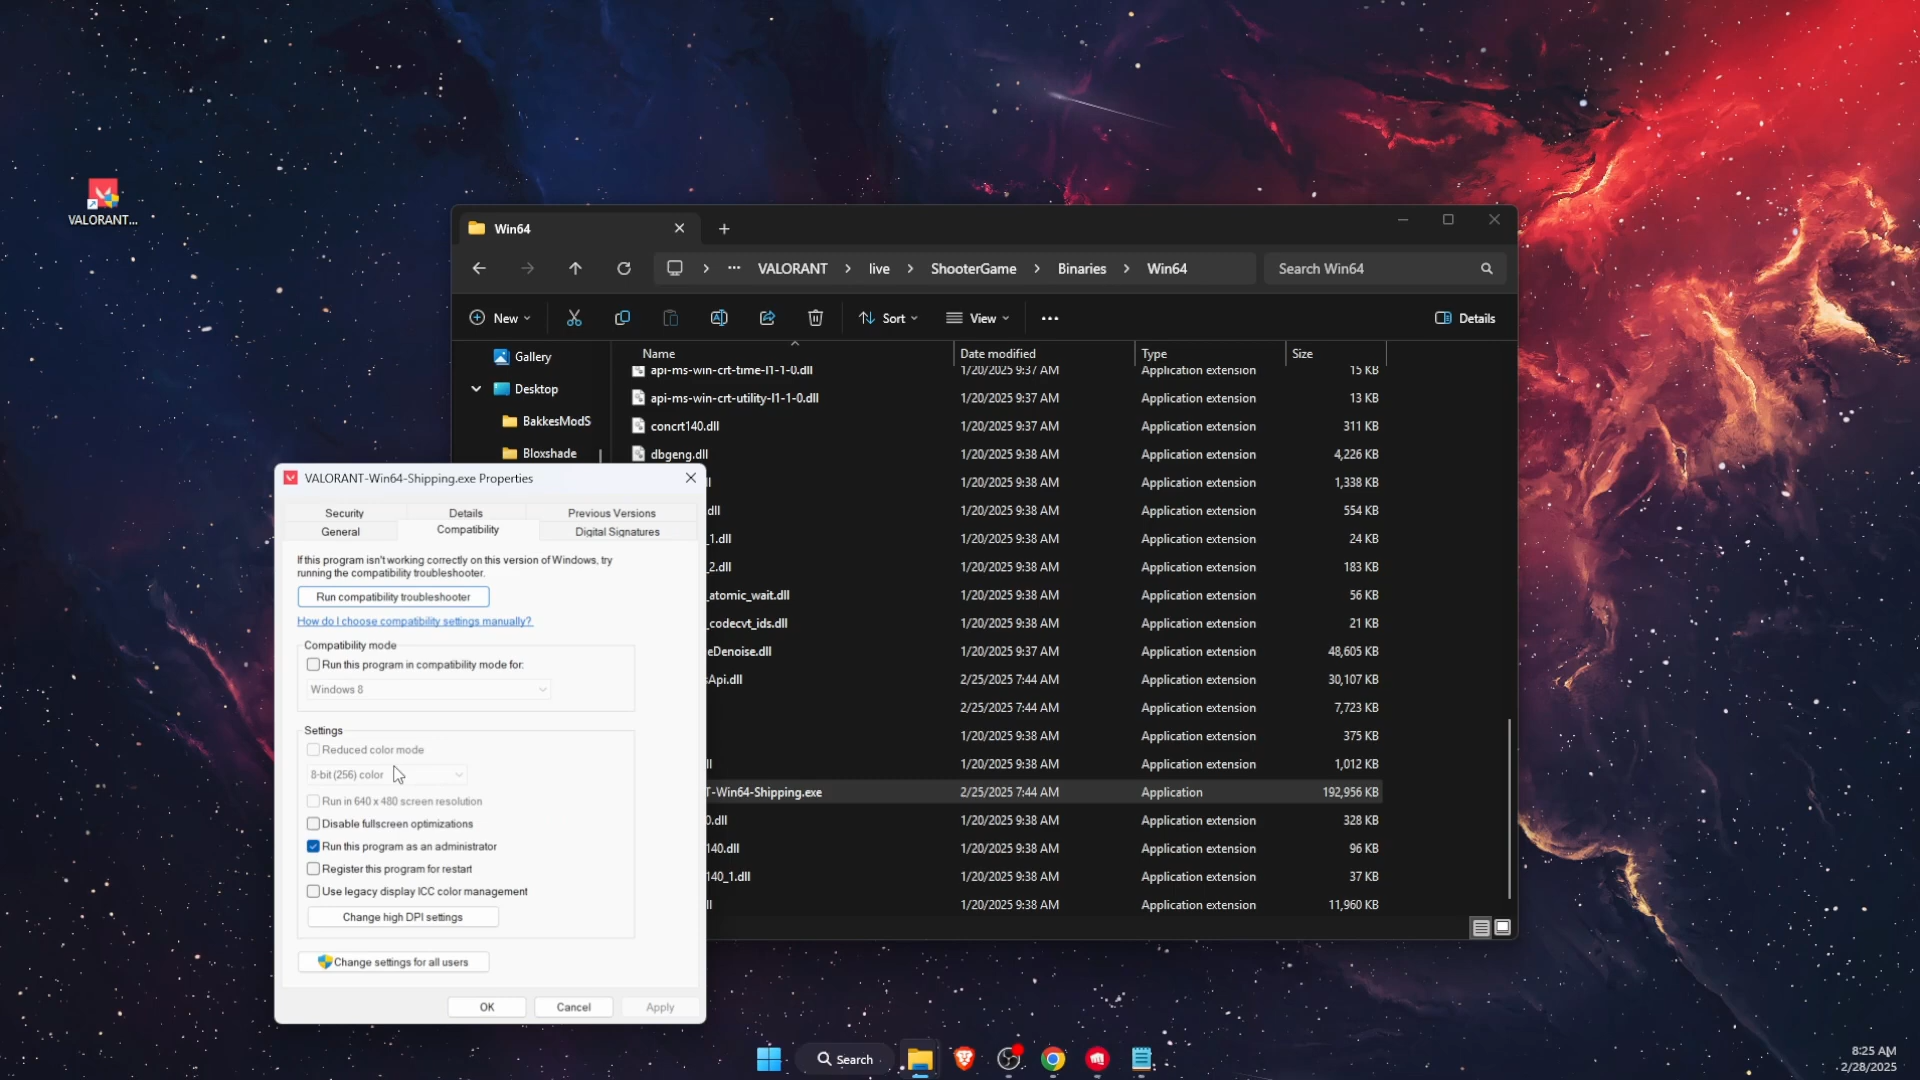 VALORANT...
Win64
VALORANT
live
ShooterGame
Binaries
Win64
Search Win64
New
Sort
View
Details
Gallery
Desktop
BakkesModS
Bloxshade
Name Date modified Type Size
api-ms-win-crt-time-l1-1-0.dll 1/20/2025 9:37 AM Application extension 15 KB
api-ms-win-crt-utility-l1-1-0.dll 1/20/2025 9:37 AM Application extension 13 KB
concrt140.dll 1/20/2025 9:37 AM Application extension 311 KB
dbgeng.dll 1/20/2025 9:38 AM Application extension 4,226 KB
1/20/2025 9:38 AM Application extension 1,338 KB
.dll 1/20/2025 9:38 AM Application extension 554 KB
_1.dll 1/20/2025 9:38 AM Application extension 24 KB
_2.dll 1/20/2025 9:38 AM Application extension 183 KB
_atomic_wait.dll 1/20/2025 9:38 AM Application extension 56 KB
_codecvt_ids.dll 1/20/2025 9:38 AM Application extension 21 KB
eDenoise.dll 1/20/2025 9:37 AM Application extension 48,605 KB
sApi.dll 2/25/2025 7:44 AM Application extension 30,107 KB
2/25/2025 7:44 AM Application extension 7,723 KB
1/20/2025 9:38 AM Application extension 375 KB
1/20/2025 9:38 AM Application extension 1,012 KB
T-Win64-Shipping.exe 2/25/2025 7:44 AM Application 192,956 KB
0.dll 1/20/2025 9:38 AM Application extension 328 KB
140.dll 1/20/2025 9:38 AM Application extension 96 KB
140_1.dll 1/20/2025 9:38 AM Application extension 37 KB
1/20/2025 9:38 AM Application extension 11,960 KB
VALORANT-Win64-Shipping.exe Properties
Security Details Previous Versions
General Compatibility Digital Signatures
If this program isn't working correctly on this version of Windows, try
running the compatibility troubleshooter.
Run compatibility troubleshooter
How do I choose compatibility settings manually?
Compatibility mode
Run this program in compatibility mode for:
Windows 8
Settings
Reduced color mode
8-bit (256) color
Run in 640 x 480 screen resolution
Disable fullscreen optimizations
Run this program as an administrator
Register this program for restart
Use legacy display ICC color management
Change high DPI settings
Change settings for all users
OK Cancel Apply
Search
8:25 AM
2/28/2025